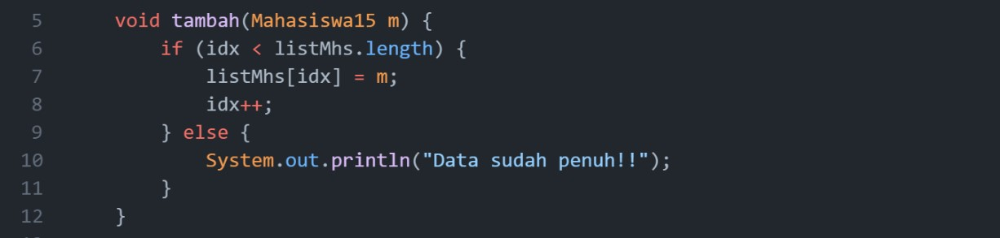 5 void tambah(Mahasiswa15 m) {
6 if (idx < listMhs.length) {
7 listMhs[idx] = m;
8 idx++;
9 } else {
10 System.out.println("Data sudah penuh!!");
11 }
12 }